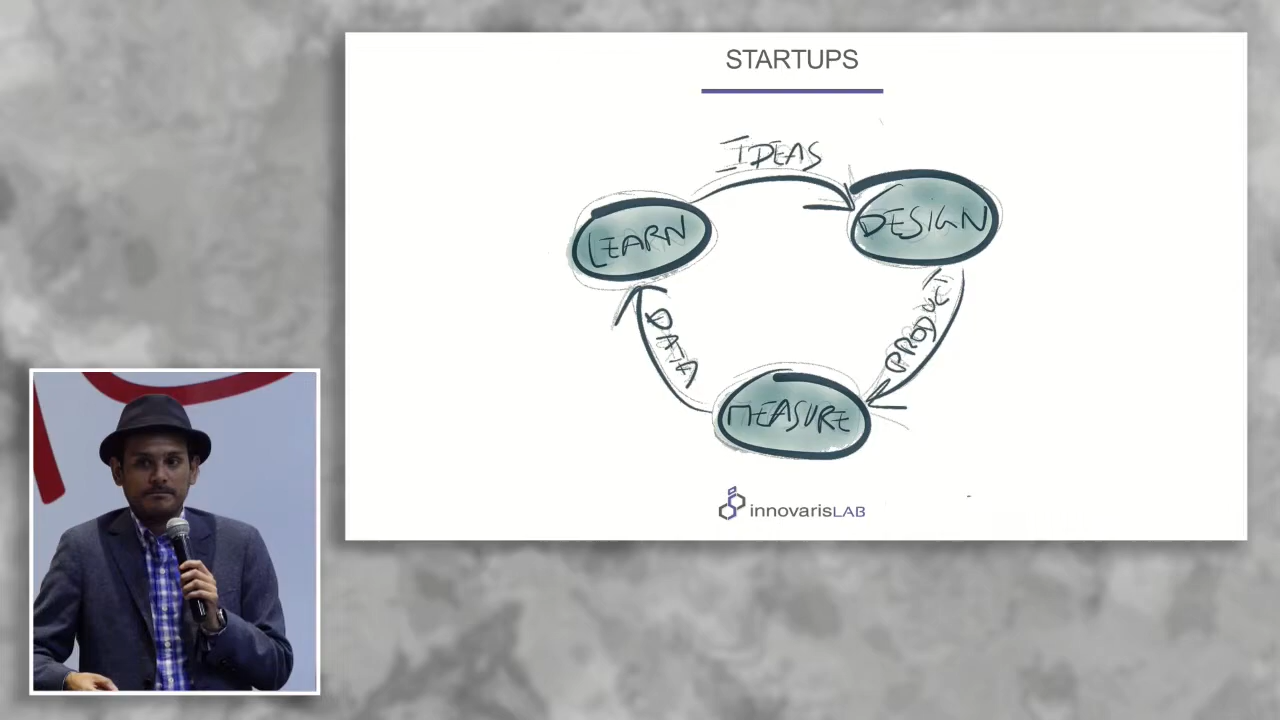 STARTUPS
IDEAS
LEARN
DESIGN
DATA
PRODUCT
MEASURE
innovarisLAB